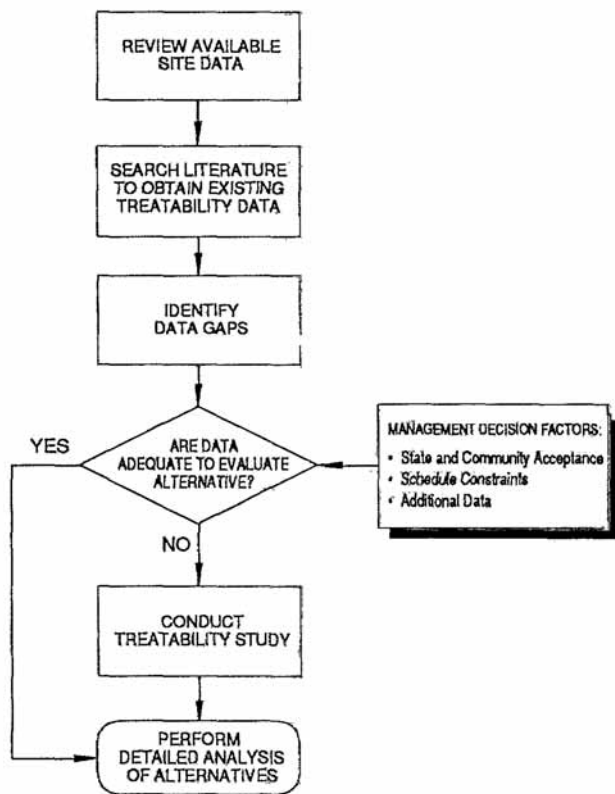 REVIEW AVAILABLE
SITE DATA
SEARCH LITERATURE
TO OBTAIN EXISTING
TREATABILITY DATA
IDENTIFY
DATA GAPS
YES
ARE DATA
ADEQUATE TO EVALUATE
ALTERNATIVE?
MANAGEMENT DECISION FACTORS:
• State and Community Acceptance
• Schedule Constraints
• Additional Data
NO
CONDUCT
TREATABILITY STUDY
PERFORM
DETAILED ANALYSIS
OF ALTERNATIVES